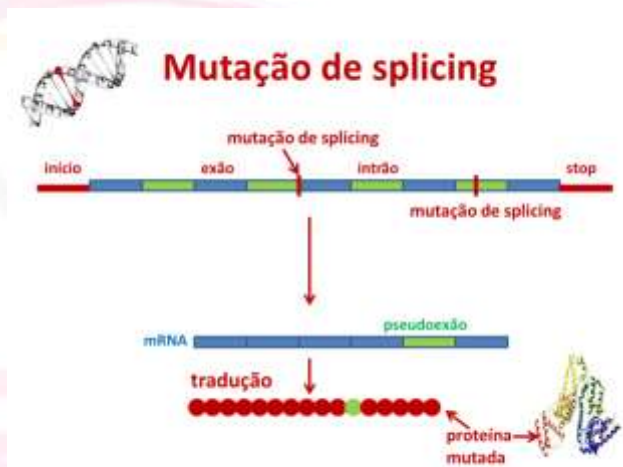 Mutação de splicing
mutação de splicing
início exão intrão stop
mutação de splicing
pseudoexão
mRNA
tradução
proteína
mutada